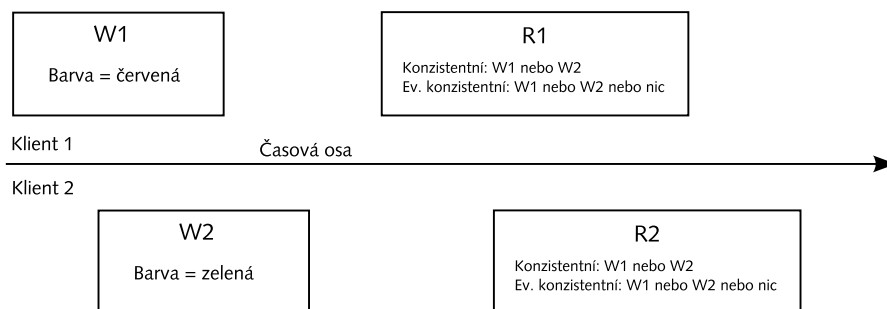 W1
Barva = červená
R1
Konzistentní: W1 nebo W2
Ev. konzistentní: W1 nebo W2 nebo nic
Klient 1
Časová osa
Klient 2
W2
Barva = zelená
R2
Konzistentní: W1 nebo W2
Ev. konzistentní: W1 nebo W2 nebo nic